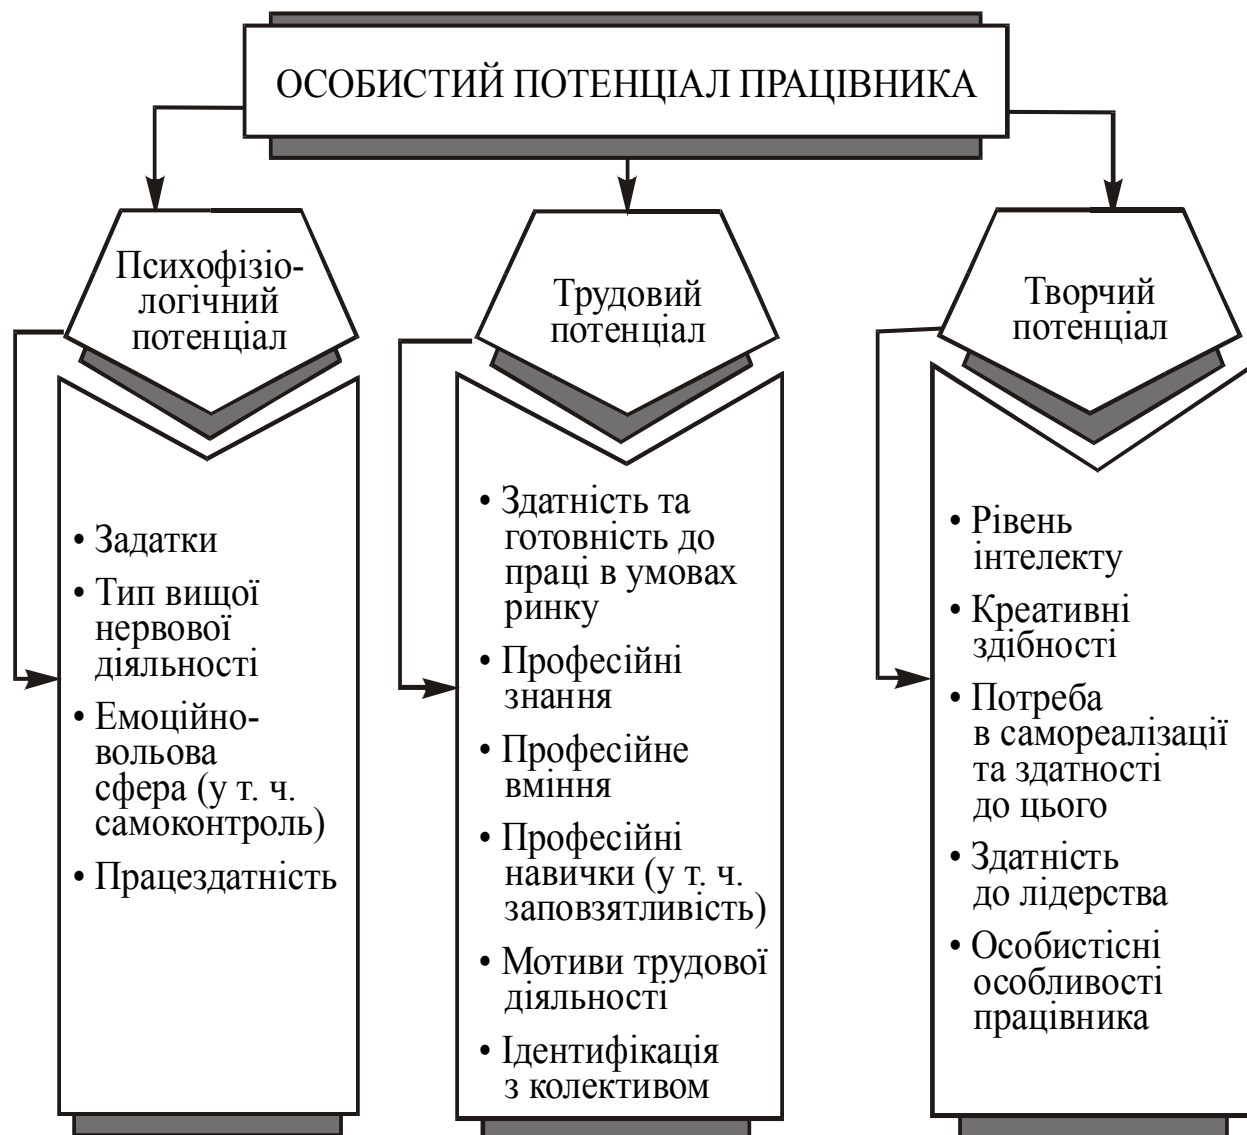 ОСОБИСТИЙ ПОТЕНЦІАЛ ПРАЦІВНИКА
Психофізіо-
логічний
потенціал
• Задатки
• Тип вищої
нервової
діяльності
• Емоційно-
вольова
сфера (у т. ч.
самоконтроль)
• Працездатність
Трудовий
потенціал
• Здатність та
готовність до
праці в умовах
ринку
• Професійні
знання
• Професійне
вміння
• Професійні
навички (у т. ч.
заповзятливість)
• Мотиви трудової
діяльності
• Ідентифікація
з колективом
Творчий
потенціал
• Рівень
інтелекту
• Креативні
здібності
• Потреба
в самореалізації
та здатності
до цього
• Здатність
до лідерства
• Особистісні
особливості
працівника